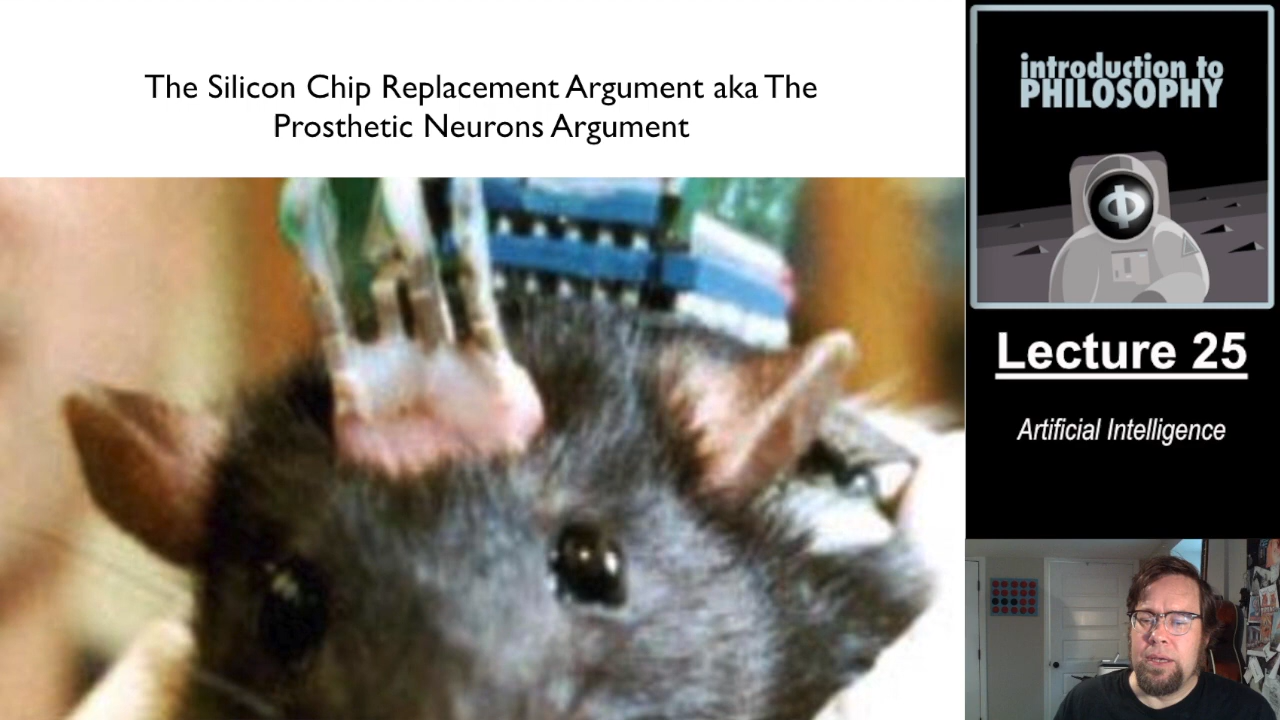 The Silicon Chip Replacement Argument aka The
Prosthetic Neurons Argument
introduction to
PHILOSOPHY
Φ
Lecture 25
Artificial Intelligence